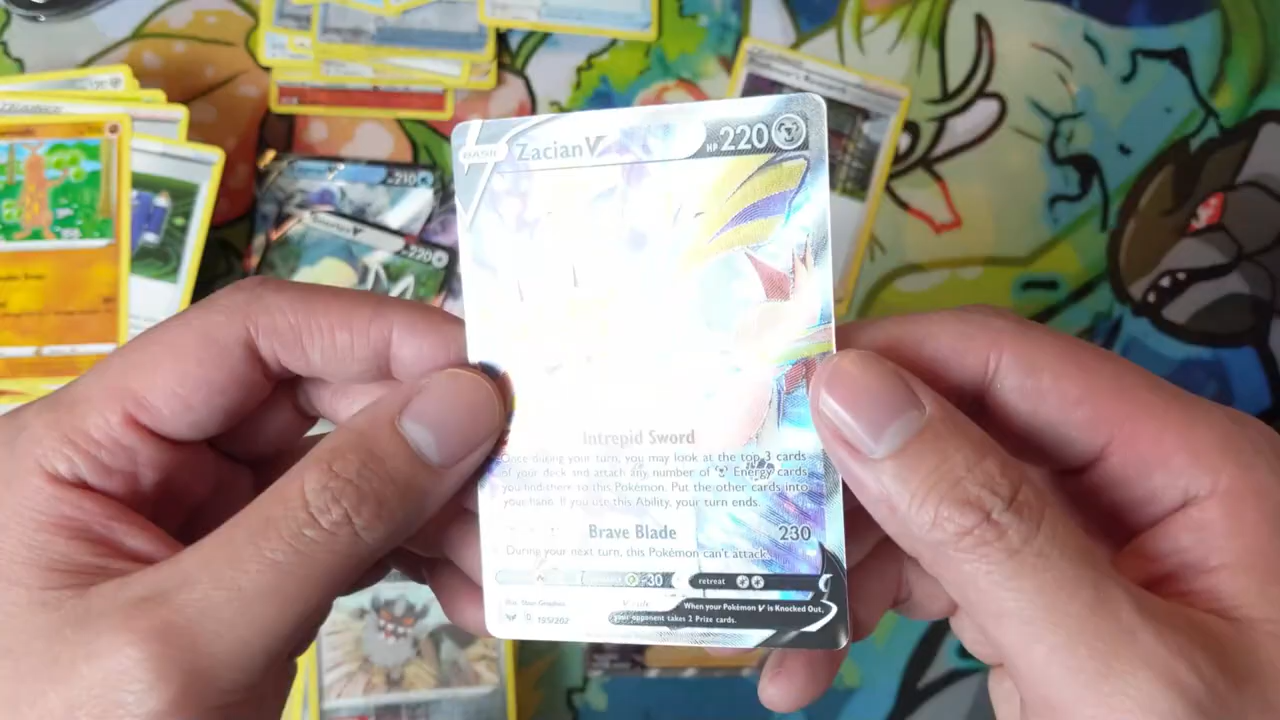 BASIC Zacian V HP 220
Intrepid Sword
Once during your turn, you may look at the top 3 cards
of your deck and attach any number of Energy cards
you find there to this Pokémon. Put the other cards into
your hand. If you use this Ability, your turn ends.
Brave Blade 230
During your next turn, this Pokémon can't attack.
-30 retreat
V rule When your Pokémon V is Knocked Out,
your opponent takes 2 Prize cards.
D 195/202
210
220